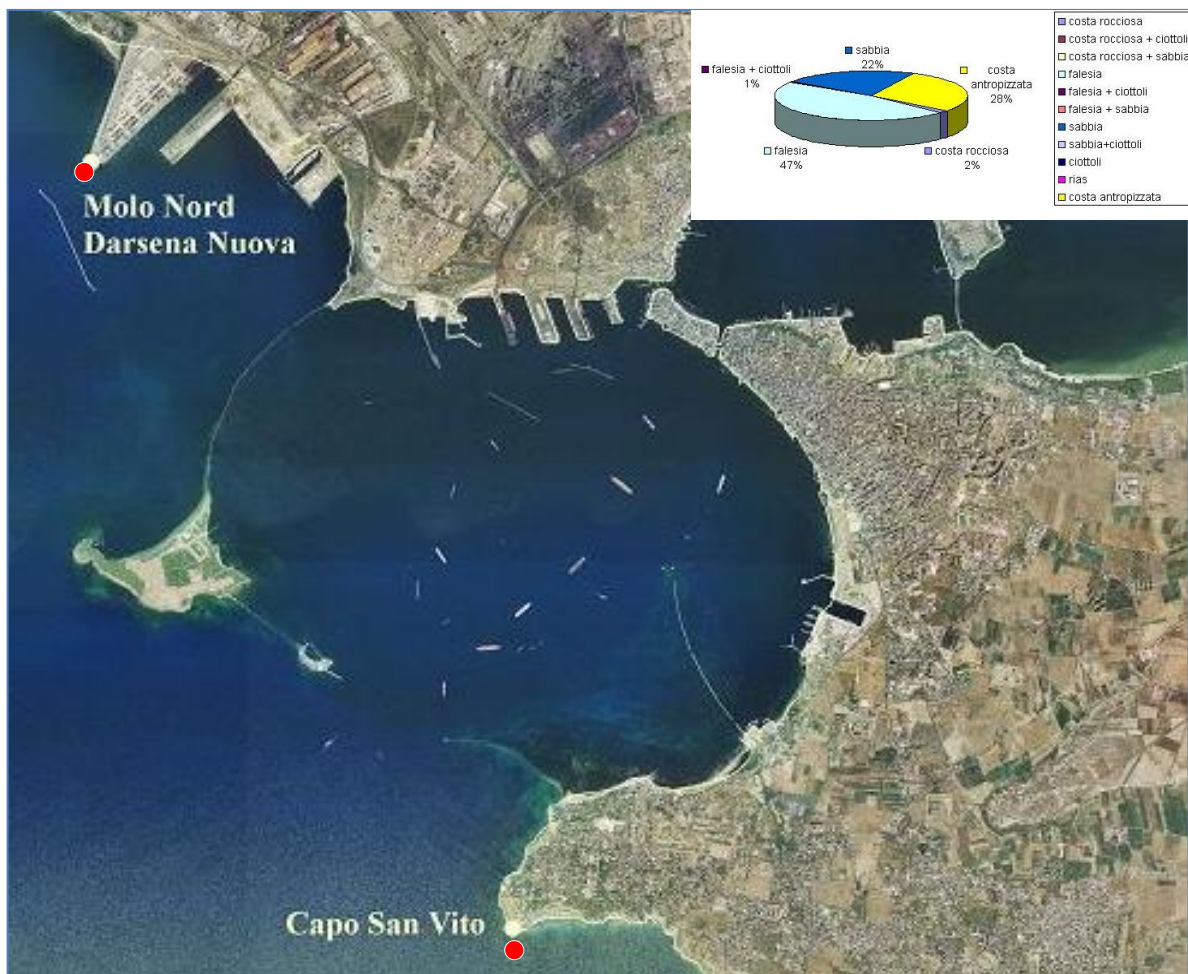 sabbia
22%
falesia + ciottoli
1%
costa
antropizzata
28%
falesia
47%
costa rocciosa
2%
costa rocciosa
costa rocciosa + ciottoli
costa rocciosa + sabbia
falesia
falesia + ciottoli
falesia + sabbia
sabbia
sabbia+ciottoli
ciottoli
rias
costa antropizzata
Molo Nord
Darsena Nuova
Capo San Vito